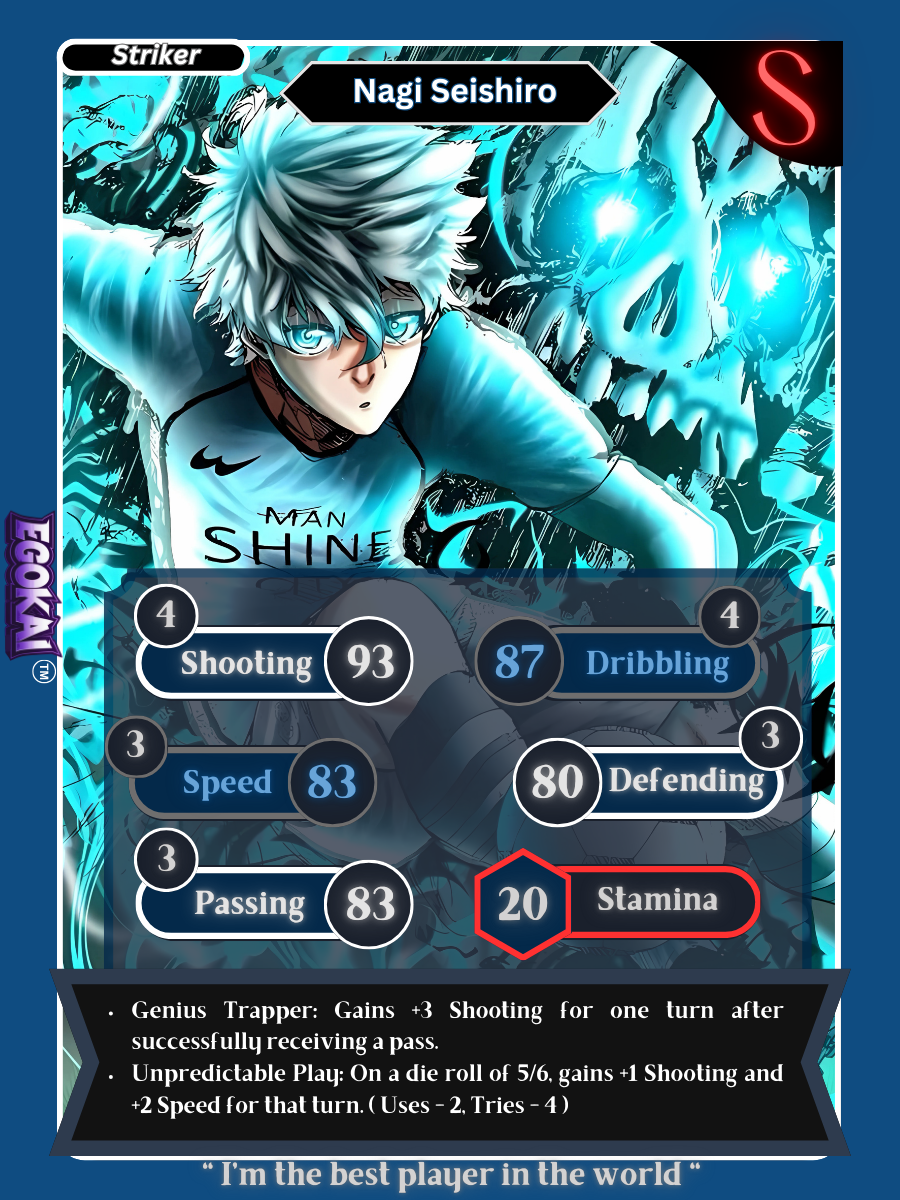 Striker
Nagi Seishiro
S
MAN
SHINE
EGOKAI
TM
4
Shooting 93
4
87 Dribbling
3
Speed 83
3
80 Defending
3
Passing 83
20 Stamina
• Genius Trapper: Gains +3 Shooting for one turn after
successfully receiving a pass.
• Unpredictable Play: On a die roll of 5/6, gains +1 Shooting and
+2 Speed for that turn. ( Uses - 2, Tries - 4 )
“ I'm the best player in the world “